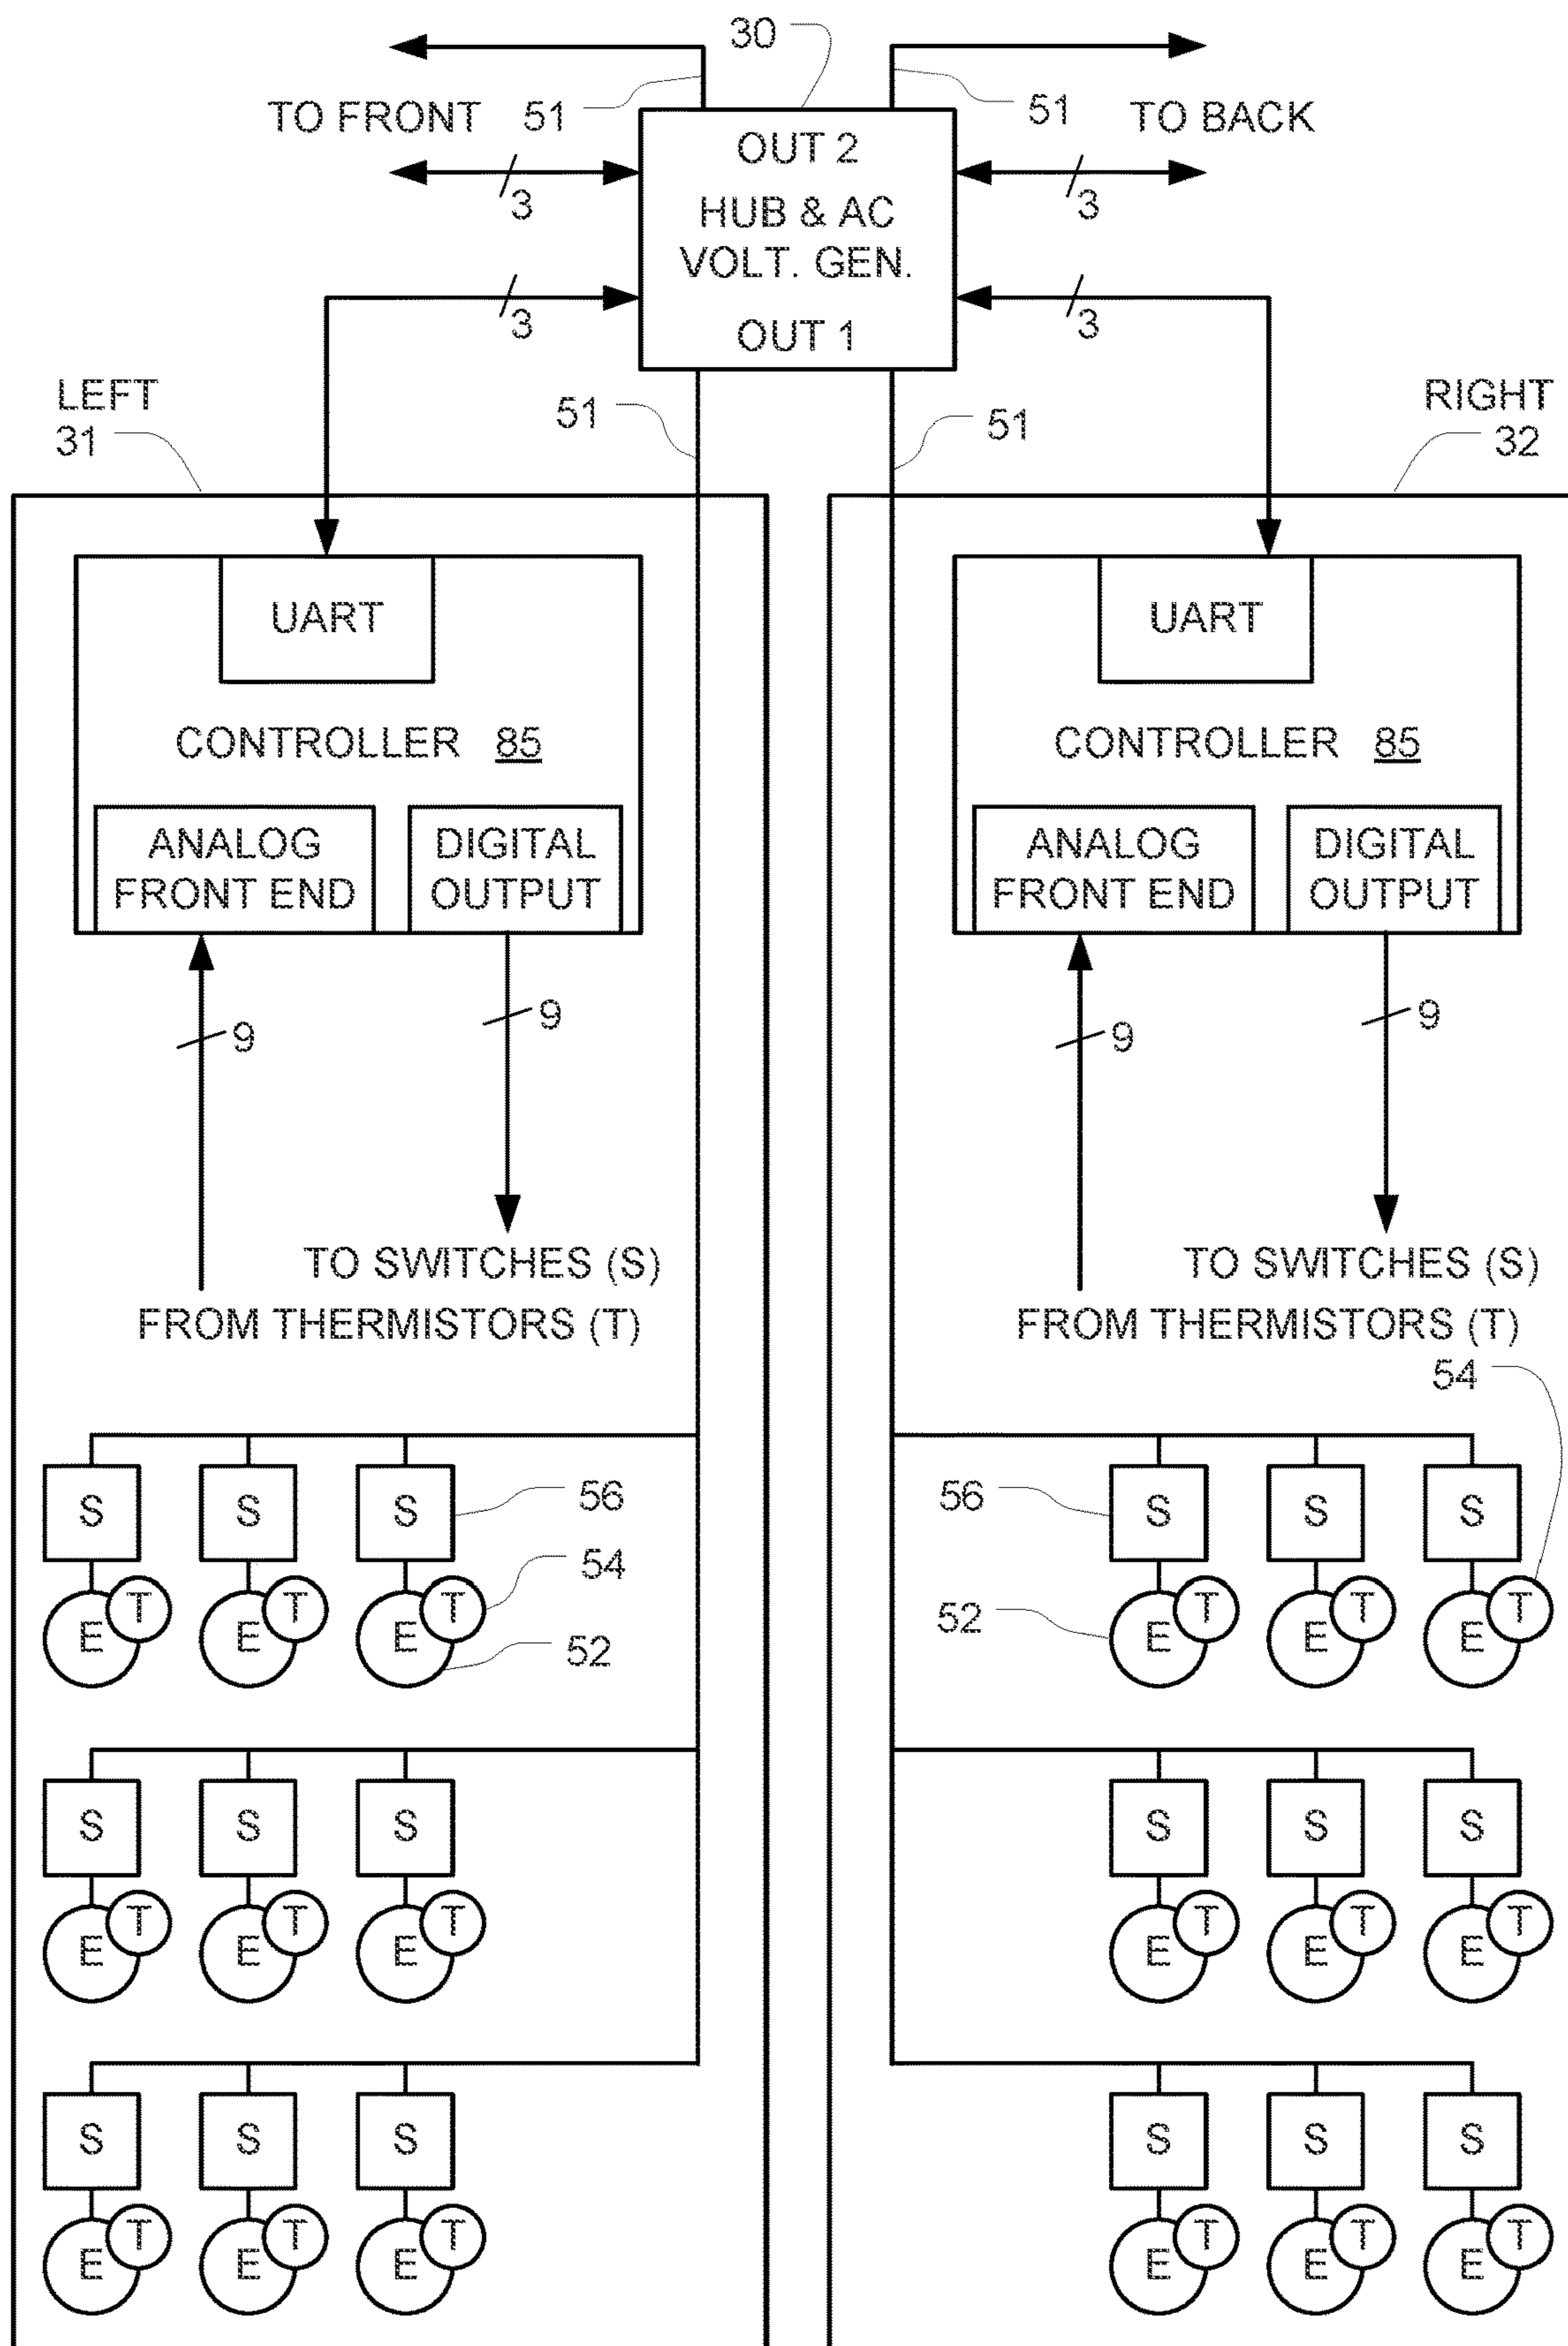 30
TO FRONT 51 51 TO BACK
OUT 2
3 3
HUB & AC
VOLT. GEN.
3 3
OUT 1
LEFT RIGHT
31 51 51 32
UART UART
CONTROLLER 85 CONTROLLER 85
ANALOG DIGITAL ANALOG DIGITAL
FRONT END OUTPUT FRONT END OUTPUT
9 9 9 9
TO SWITCHES (S) TO SWITCHES (S)
FROM THERMISTORS (T) FROM THERMISTORS (T)
54
S S S 56 56 S S S
54
T T T T T T
E E E 52 52 E E E
S S S S S S
T T T T T T
E E E E E E
S S S S S S
T T T T T T
E E E E E E